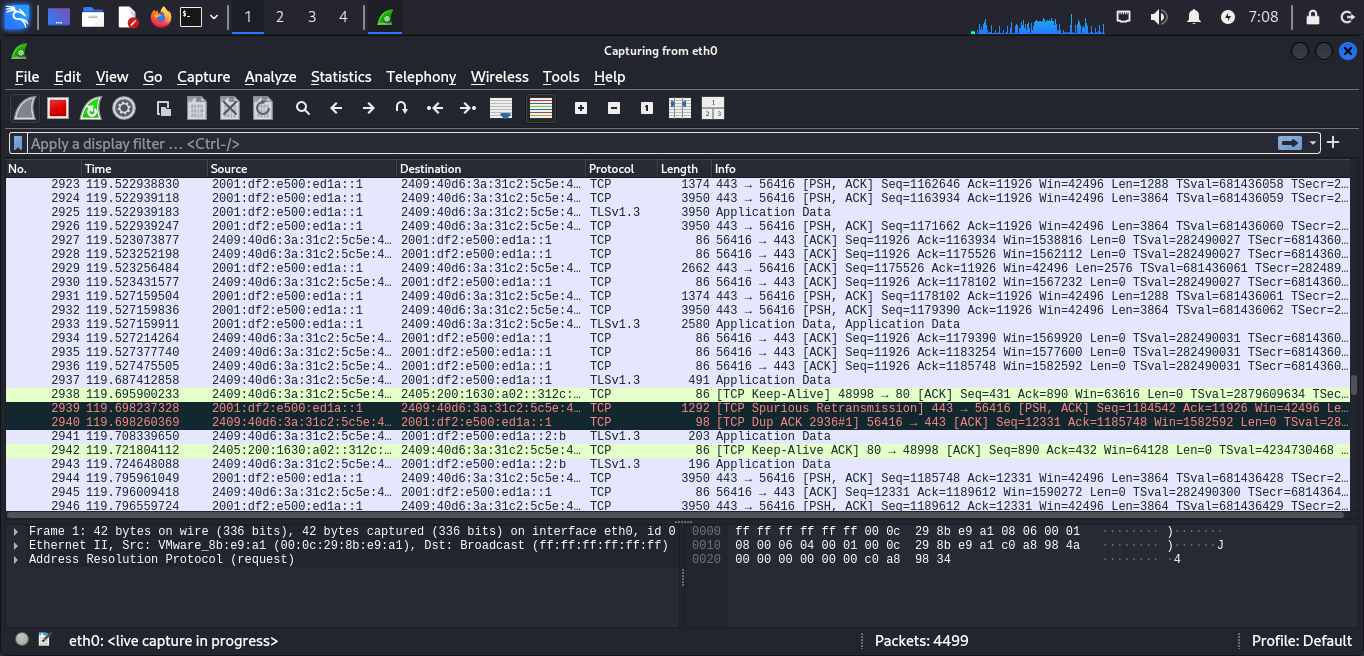 1 2 3 4 7:08
Capturing from eth0
File Edit View Go Capture Analyze Statistics Telephony Wireless Tools Help
Apply a display filter … <Ctrl-/>
No. Time Source Destination Protocol Length Info
2923 119.522938830 2001:df2:e500:ed1a::1 2409:40d6:3a:31c2:5c5e:4… TCP 1374 443 → 56416 [PSH, ACK] Seq=1162646 Ack=11926 Win=42496 Len=1288 TSval=681436058 TSecr=2…
2924 119.522939118 2001:df2:e500:ed1a::1 2409:40d6:3a:31c2:5c5e:4… TCP 3950 443 → 56416 [PSH, ACK] Seq=1163934 Ack=11926 Win=42496 Len=3864 TSval=681436059 TSecr=2…
2925 119.522939183 2001:df2:e500:ed1a::1 2409:40d6:3a:31c2:5c5e:4… TLSv1.3 3950 Application Data
2926 119.522939247 2001:df2:e500:ed1a::1 2409:40d6:3a:31c2:5c5e:4… TCP 3950 443 → 56416 [PSH, ACK] Seq=1171662 Ack=11926 Win=42496 Len=3864 TSval=681436060 TSecr=2…
2927 119.523073877 2409:40d6:3a:31c2:5c5e:4… 2001:df2:e500:ed1a::1 TCP 86 56416 → 443 [ACK] Seq=11926 Ack=1163934 Win=1538816 Len=0 TSval=282490027 TSecr=6814360…
2928 119.523252198 2409:40d6:3a:31c2:5c5e:4… 2001:df2:e500:ed1a::1 TCP 86 56416 → 443 [ACK] Seq=11926 Ack=1175526 Win=1562112 Len=0 TSval=282490027 TSecr=6814360…
2929 119.523256484 2001:df2:e500:ed1a::1 2409:40d6:3a:31c2:5c5e:4… TCP 2662 443 → 56416 [ACK] Seq=1175526 Ack=11926 Win=42496 Len=2576 TSval=681436061 TSecr=282489…
2930 119.523431577 2409:40d6:3a:31c2:5c5e:4… 2001:df2:e500:ed1a::1 TCP 86 56416 → 443 [ACK] Seq=11926 Ack=1178102 Win=1567232 Len=0 TSval=282490027 TSecr=6814360…
2931 119.527159504 2001:df2:e500:ed1a::1 2409:40d6:3a:31c2:5c5e:4… TCP 1374 443 → 56416 [PSH, ACK] Seq=1178102 Ack=11926 Win=42496 Len=1288 TSval=681436061 TSecr=2…
2932 119.527159836 2001:df2:e500:ed1a::1 2409:40d6:3a:31c2:5c5e:4… TCP 3950 443 → 56416 [PSH, ACK] Seq=1179390 Ack=11926 Win=42496 Len=3864 TSval=681436062 TSecr=2…
2933 119.527159911 2001:df2:e500:ed1a::1 2409:40d6:3a:31c2:5c5e:4… TLSv1.3 2580 Application Data, Application Data
2934 119.527214264 2409:40d6:3a:31c2:5c5e:4… 2001:df2:e500:ed1a::1 TCP 86 56416 → 443 [ACK] Seq=11926 Ack=1179390 Win=1569920 Len=0 TSval=282490031 TSecr=6814360…
2935 119.527377740 2409:40d6:3a:31c2:5c5e:4… 2001:df2:e500:ed1a::1 TCP 86 56416 → 443 [ACK] Seq=11926 Ack=1183254 Win=1577600 Len=0 TSval=282490031 TSecr=6814360…
2936 119.527475505 2409:40d6:3a:31c2:5c5e:4… 2001:df2:e500:ed1a::1 TCP 86 56416 → 443 [ACK] Seq=11926 Ack=1185748 Win=1582592 Len=0 TSval=282490031 TSecr=6814360…
2937 119.687412858 2409:40d6:3a:31c2:5c5e:4… 2001:df2:e500:ed1a::1 TLSv1.3 491 Application Data
2938 119.695900233 2409:40d6:3a:31c2:5c5e:4… 2405:200:1630:a02::312c:… TCP 86 [TCP Keep-Alive] 48998 → 80 [ACK] Seq=431 Ack=890 Win=63616 Len=0 TSval=2879609634 TSec…
2939 119.698237328 2001:df2:e500:ed1a::1 2409:40d6:3a:31c2:5c5e:4… TCP 1292 [TCP Spurious Retransmission] 443 → 56416 [PSH, ACK] Seq=1184542 Ack=11926 Win=42496 Le…
2940 119.698260369 2409:40d6:3a:31c2:5c5e:4… 2001:df2:e500:ed1a::1 TCP 98 [TCP Dup ACK 2936#1] 56416 → 443 [ACK] Seq=12331 Ack=1185748 Win=1582592 Len=0 TSval=28…
2941 119.708339650 2409:40d6:3a:31c2:5c5e:4… 2001:df2:e500:ed1a::2:b TLSv1.3 203 Application Data
2942 119.721804112 2405:200:1630:a02::312c:… 2409:40d6:3a:31c2:5c5e:4… TCP 86 [TCP Keep-Alive ACK] 80 → 48998 [ACK] Seq=890 Ack=432 Win=64128 Len=0 TSval=4234730468 …
2943 119.724648088 2409:40d6:3a:31c2:5c5e:4… 2001:df2:e500:ed1a::2:b TLSv1.3 196 Application Data
2944 119.795961049 2001:df2:e500:ed1a::1 2409:40d6:3a:31c2:5c5e:4… TCP 3950 443 → 56416 [PSH, ACK] Seq=1185748 Ack=12331 Win=42496 Len=3864 TSval=681436428 TSecr=2…
2945 119.796009418 2409:40d6:3a:31c2:5c5e:4… 2001:df2:e500:ed1a::1 TCP 86 56416 → 443 [ACK] Seq=12331 Ack=1189612 Win=1590272 Len=0 TSval=282490300 TSecr=6814364…
2946 119.796559724 2001:df2:e500:ed1a::1 2409:40d6:3a:31c2:5c5e:4… TCP 3950 443 → 56416 [PSH, ACK] Seq=1189612 Ack=12331 Win=42496 Len=3864 TSval=681436429 TSecr=2…
Frame 1: 42 bytes on wire (336 bits), 42 bytes captured (336 bits) on interface eth0, id 0
Ethernet II, Src: VMware_8b:e9:a1 (00:0c:29:8b:e9:a1), Dst: Broadcast (ff:ff:ff:ff:ff:ff)
Address Resolution Protocol (request)
0000 ff ff ff ff ff ff 00 0c 29 8b e9 a1 08 06 00 01 ········ )·······
0010 08 00 06 04 00 01 00 0c 29 8b e9 a1 c0 a8 98 4a ········ )······J
0020 00 00 00 00 00 00 c0 a8 98 34 ········ ·4
eth0: <live capture in progress> Packets: 4499 Profile: Default